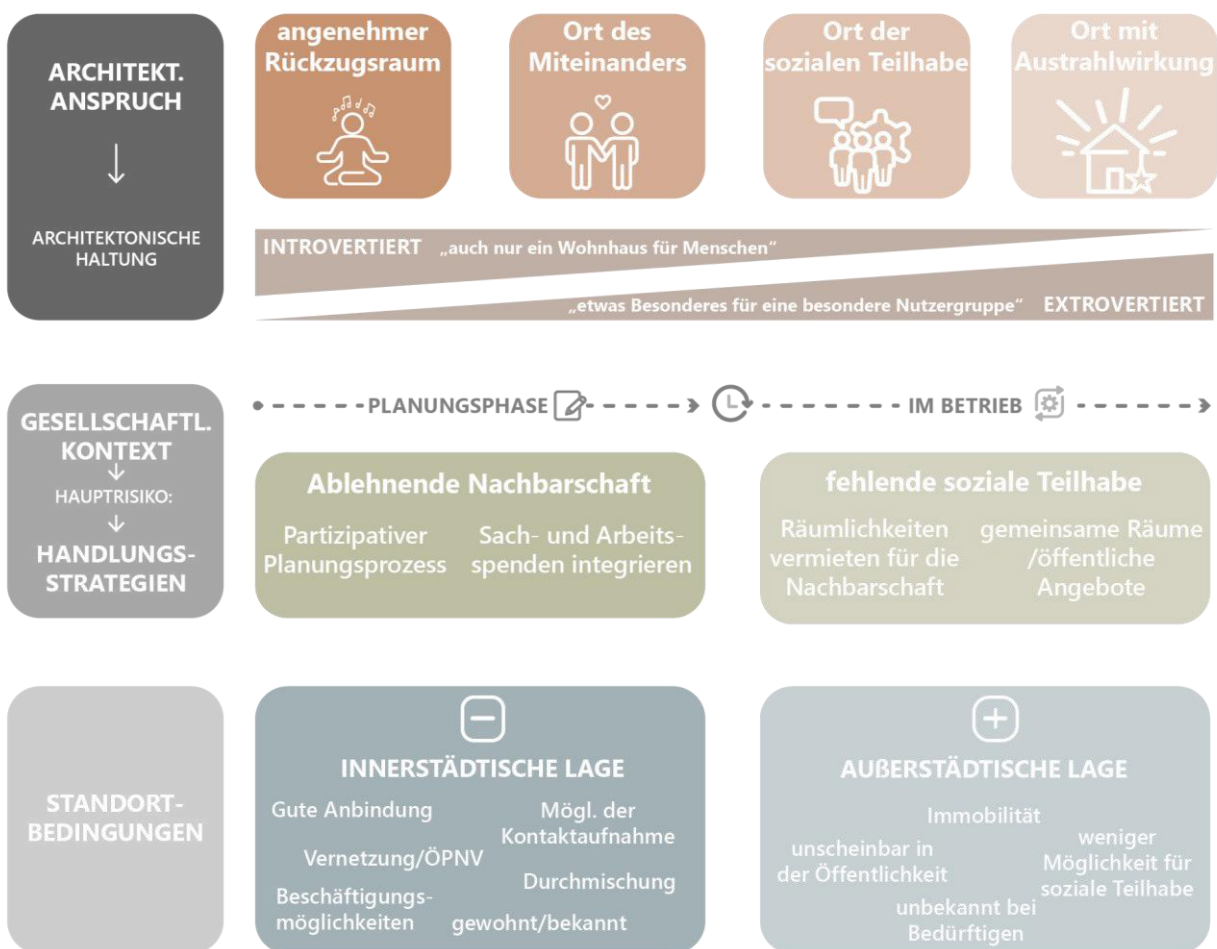 ARCHITEKT.
ANSPRUCH
ARCHITEKTONISCHE
HALTUNG
angenehmer
Rückzugsraum
Ort des
Miteinanders
Ort der
sozialen Teilhabe
Ort mit
Austrahlwirkung
INTROVERTIERT „auch nur ein Wohnhaus für Menschen“
„etwas Besonderes für eine besondere Nutzergruppe“ EXTROVERTIERT
GESELLSCHAFTL.
KONTEXT
HAUPTRISIKO:
HANDLUNGS-
STRATEGIEN
PLANUNGSPHASE
IM BETRIEB
Ablehnende Nachbarschaft
Partizipativer
Planungsprozess
Sach- und Arbeits-
spenden integrieren
fehlende soziale Teilhabe
Räumlichkeiten
vermieten für die
Nachbarschaft
gemeinsame Räume
/öffentliche
Angebote
STANDORT-
BEDINGUNGEN
INNERSTÄDTISCHE LAGE
Gute Anbindung
Mögl. der
Kontaktaufnahme
Vernetzung/ÖPNV
Durchmischung
Beschäftigungs-
möglichkeiten
gewohnt/bekannt
AUßERSTÄDTISCHE LAGE
Immobilität
unscheinbar in
der Öffentlichkeit
weniger
Möglichkeit für
soziale Teilhabe
unbekannt bei
Bedürftigen